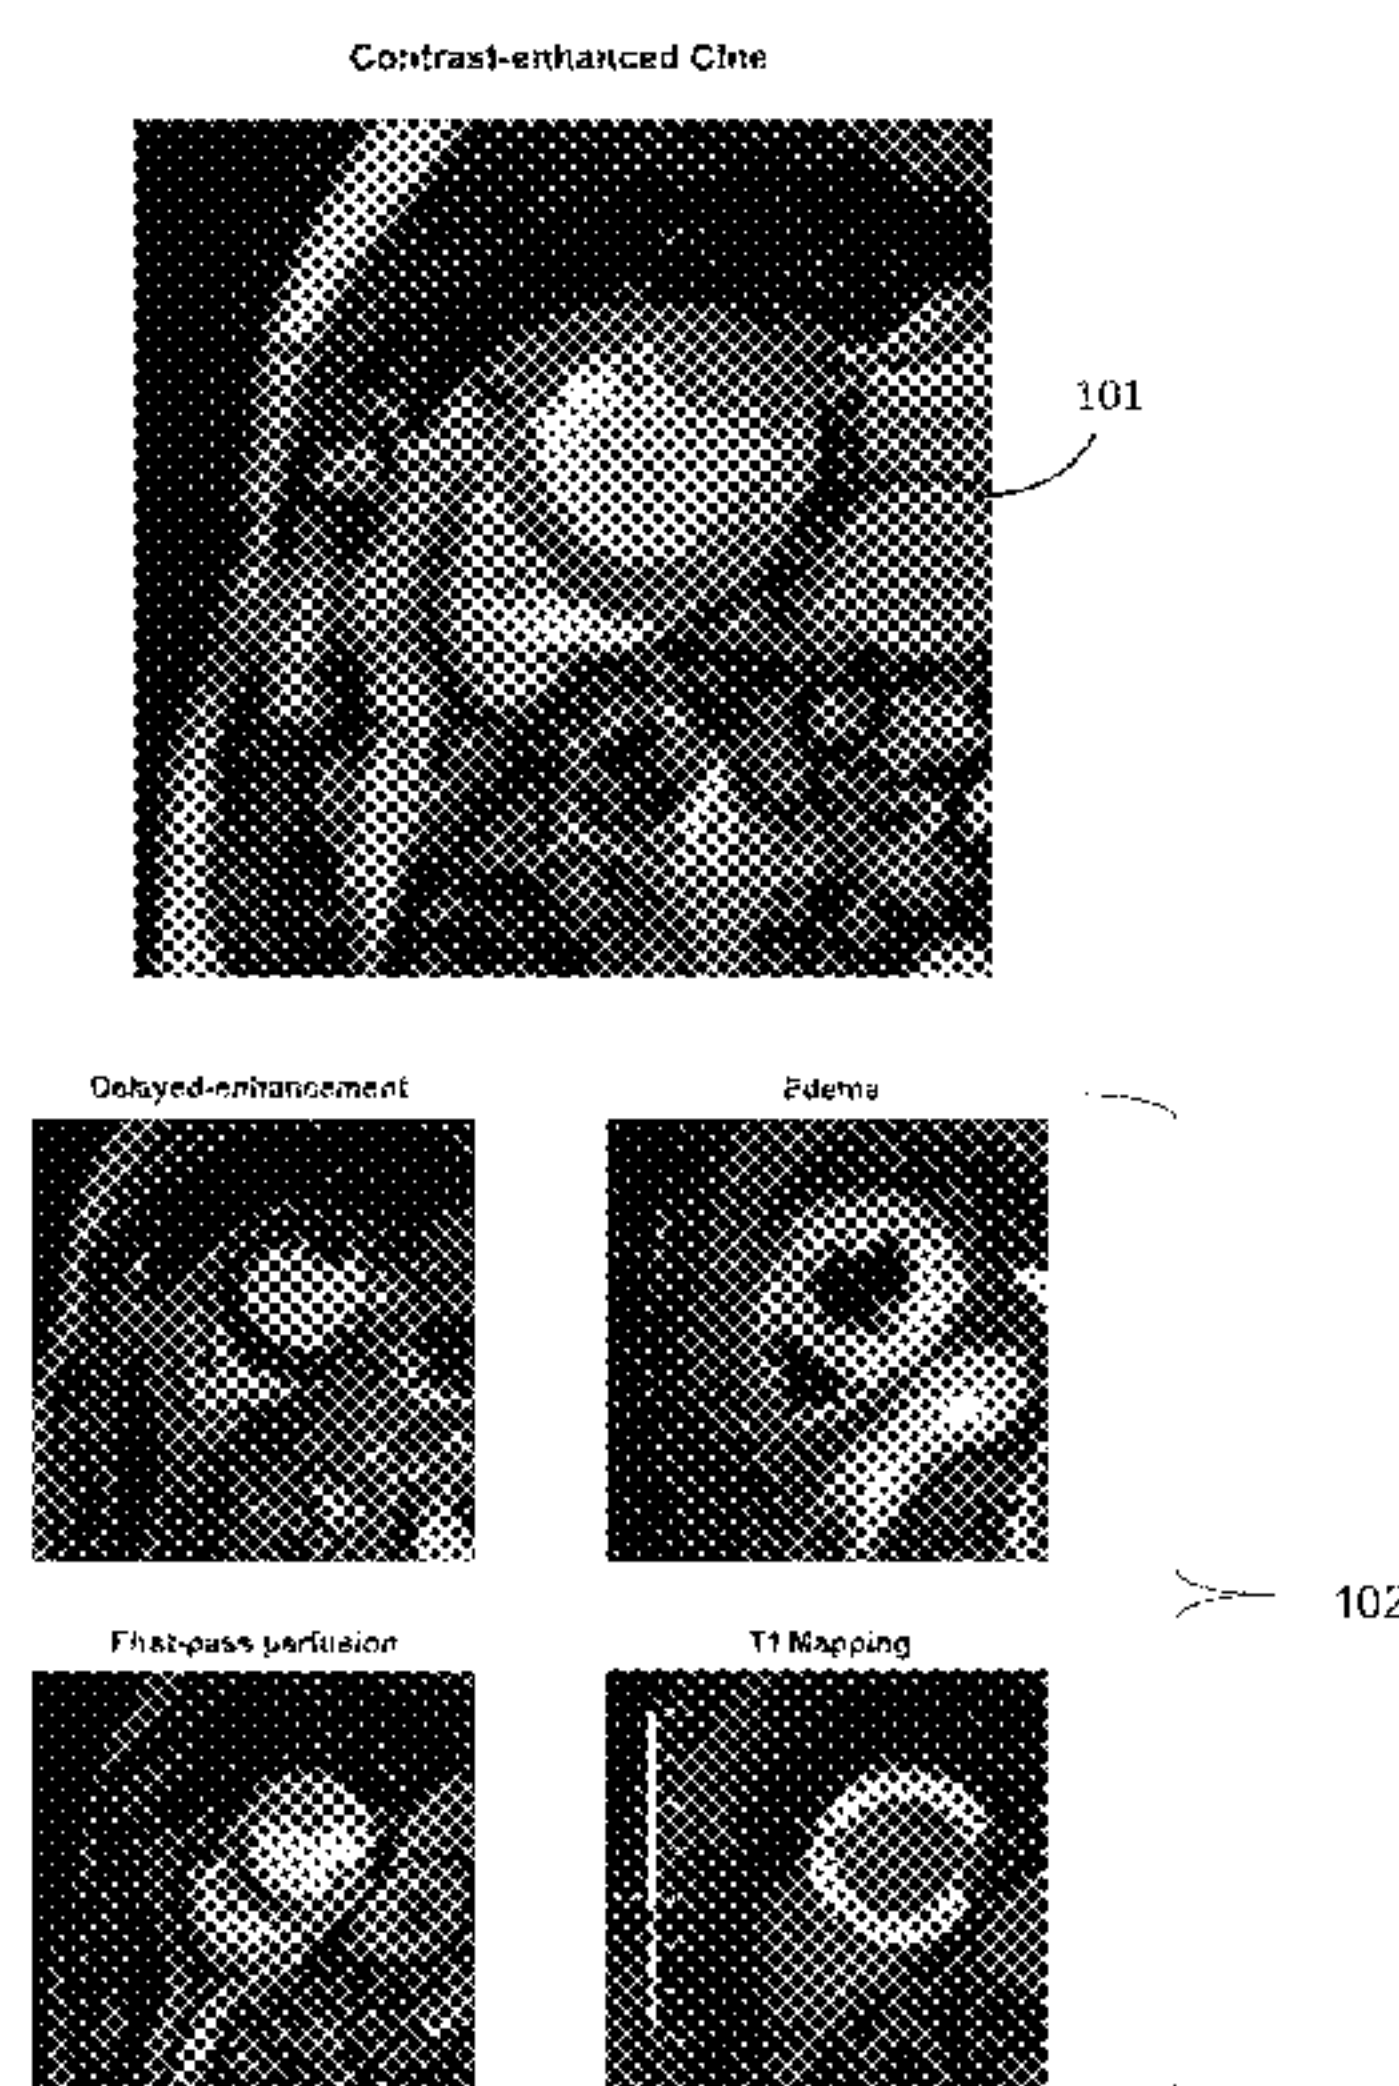 Contrast-enhanced Cine
101
Delayed-enhancement
Edema
102
First-pass perfusion
T1 Mapping